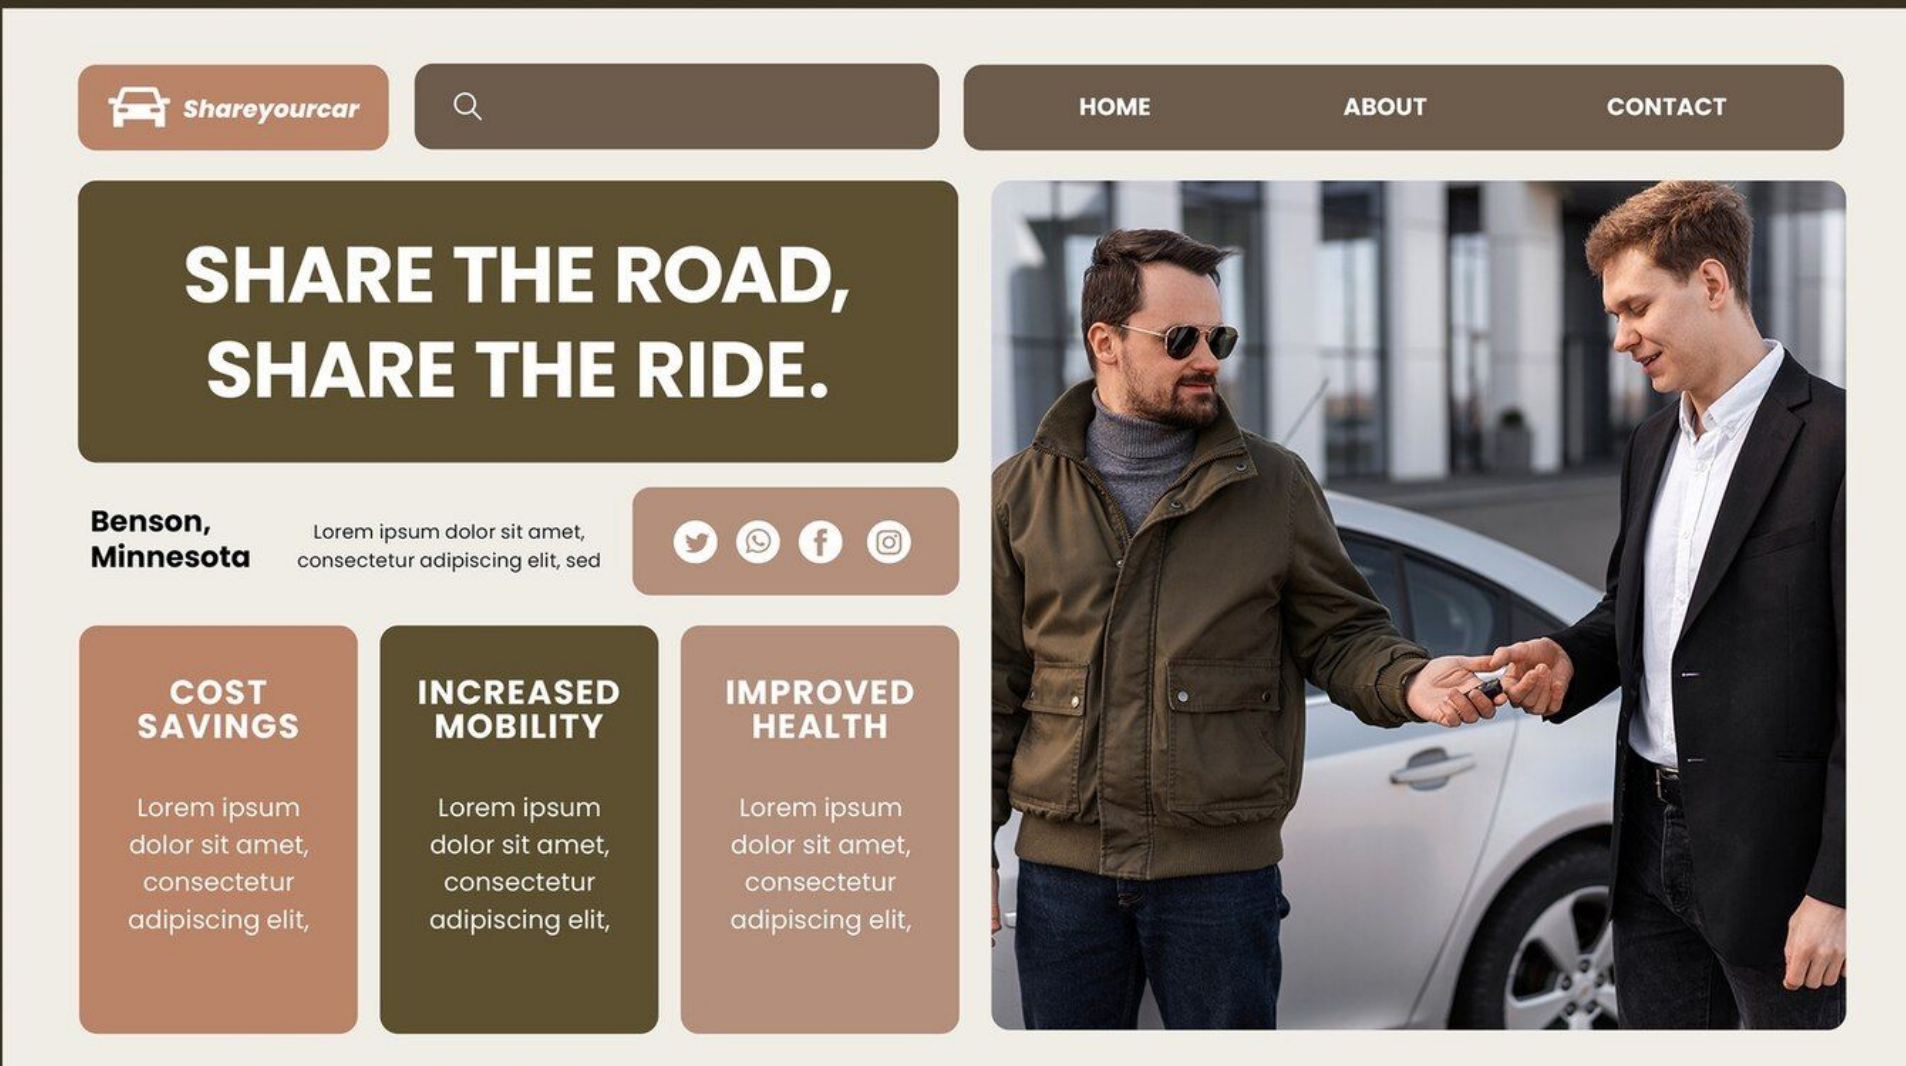 Shareyourcar
HOME
ABOUT
CONTACT
SHARE THE ROAD,
SHARE THE RIDE.
Benson,
Minnesota
Lorem ipsum dolor sit amet,
consectetur adipiscing elit, sed
COST
SAVINGS
Lorem ipsum
dolor sit amet,
consectetur
adipiscing elit,
INCREASED
MOBILITY
Lorem ipsum
dolor sit amet,
consectetur
adipiscing elit,
IMPROVED
HEALTH
Lorem ipsum
dolor sit amet,
consectetur
adipiscing elit,